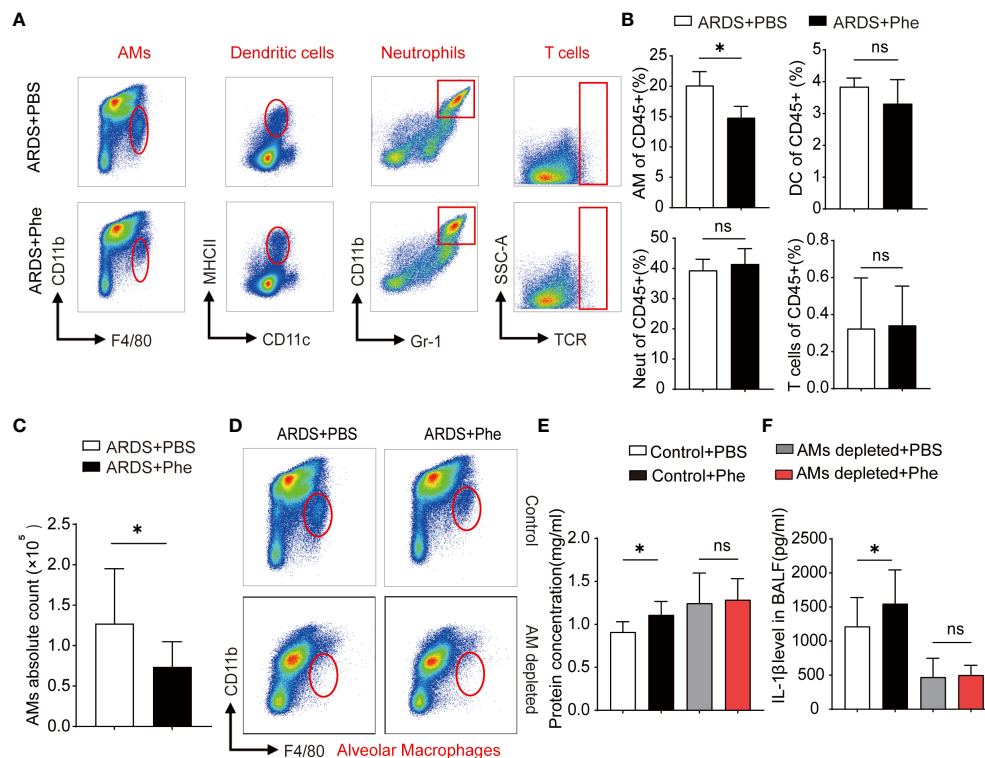 A
AMs
Dendritic cells
Neutrophils
T cells
ARDS+PBS
ARDS+Phe
CD11b
F4/80
MHCII
CD11c
CD11b
Gr-1
SSC-A
TCR
B
ARDS+PBS
ARDS+Phe
AM of CD45+(%)
25
20
15
10
5
0
*
DC of CD45+ (%)
5
4
3
2
1
0
ns
Neut of CD45+(%)
50
40
30
20
10
0
ns
T cells of CD45+(%)
0.8
0.6
0.4
0.2
0.0
ns
C
ARDS+PBS
ARDS+Phe
AMs absolute count (×10⁵)
2.5
2.0
1.5
1.0
0.5
0.0
*
D
ARDS+PBS
ARDS+Phe
Control
AM depleted
CD11b
F4/80
Alveolar Macrophages
E
Control+PBS
Control+Phe
Protein concentration(mg/ml)
2.0
1.5
1.0
0.5
0.0
*
ns
F
AMs depleted+PBS
AMs depleted+Phe
IL-1βlevel in BALF(pg/ml)
2500
2000
1500
1000
500
0
*
ns